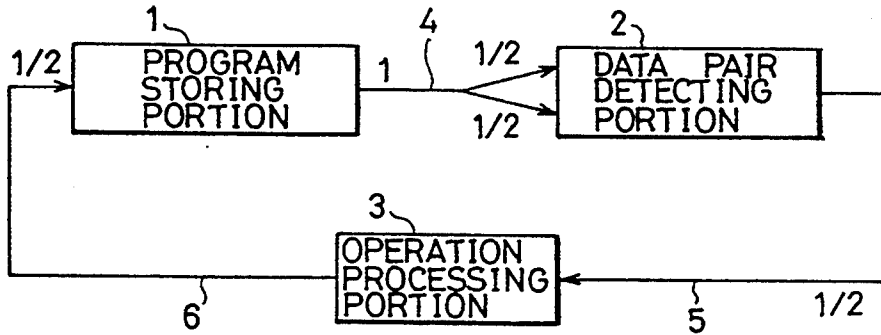 1
1/2
PROGRAM
STORING
PORTION
1
4
1/2
1/2
2
DATA PAIR
DETECTING
PORTION
3
OPERATION
PROCESSING
PORTION
6
5
1/2